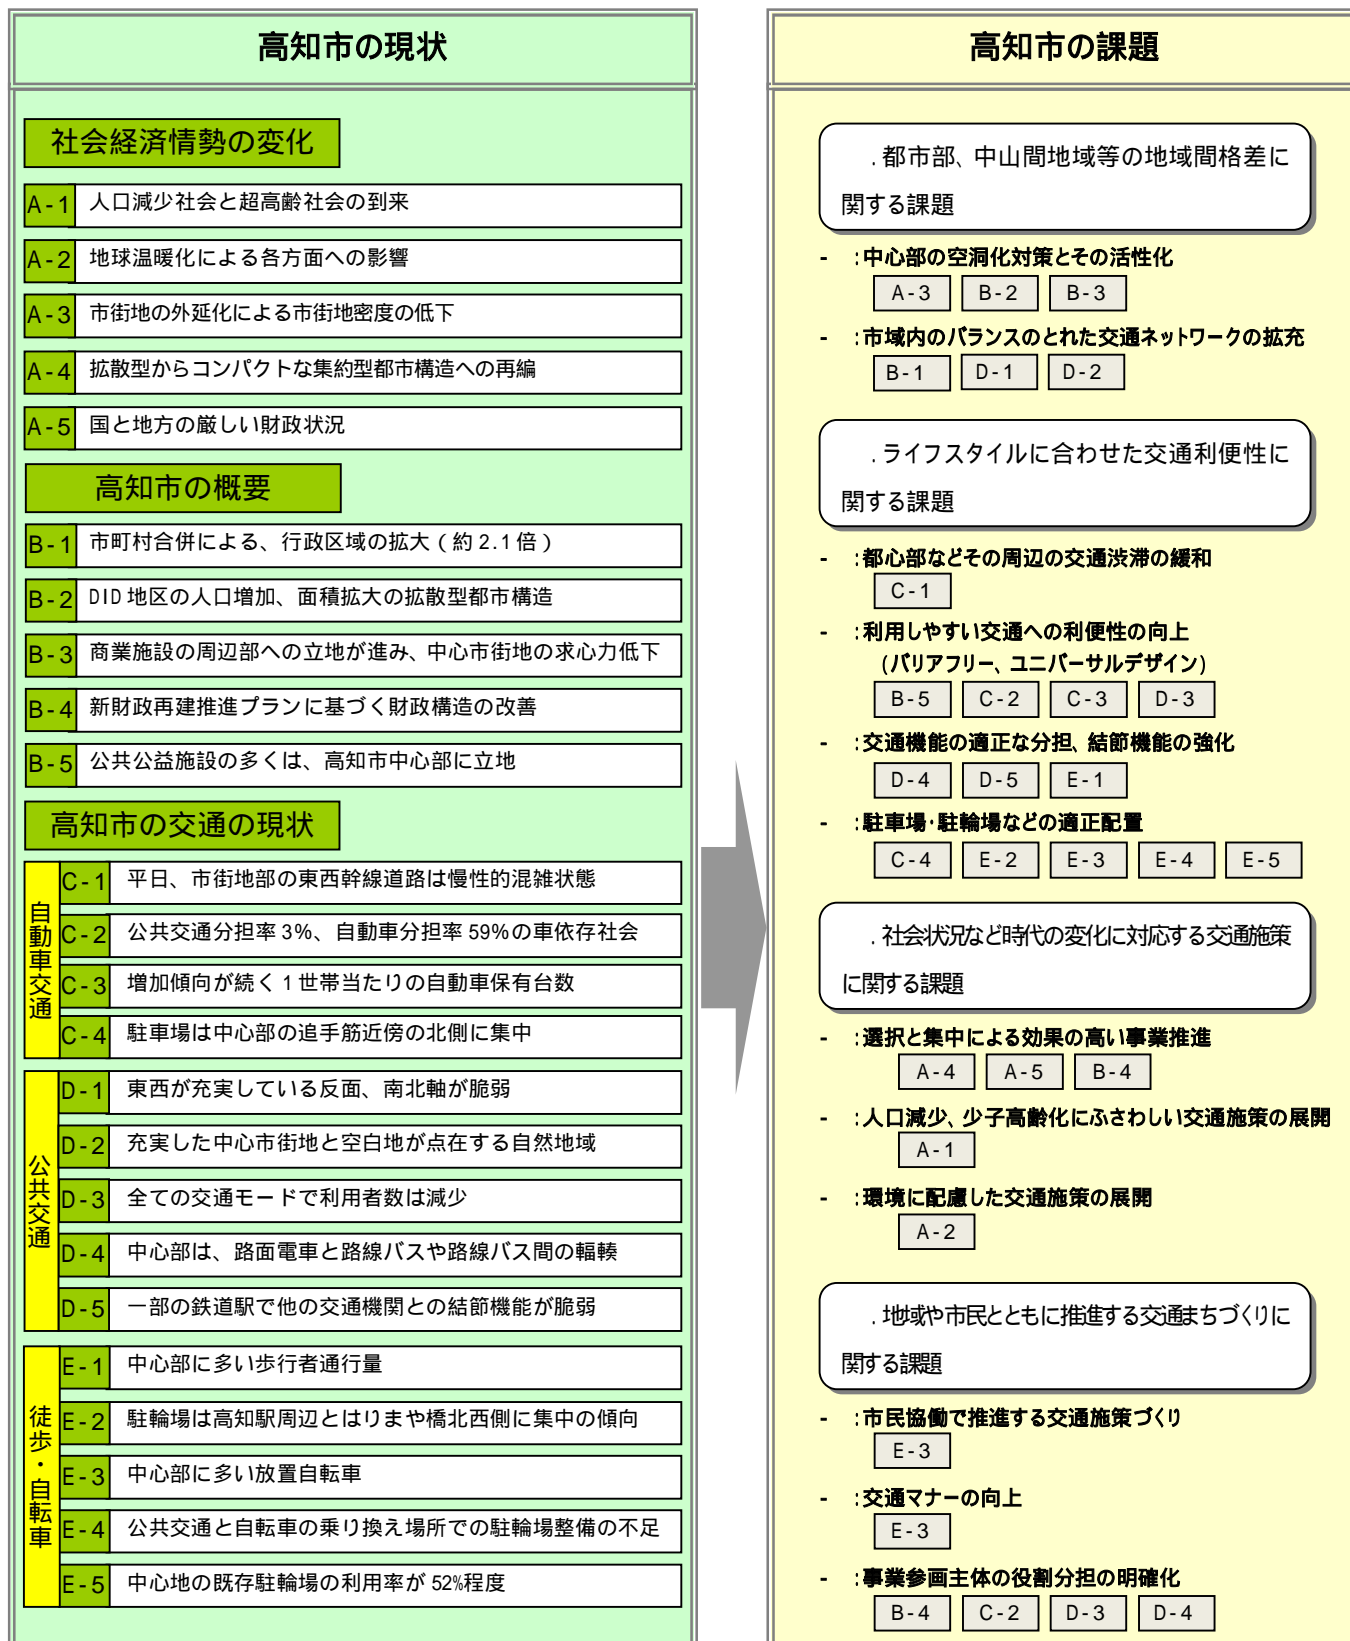 高知市の現状
社会経済情勢の変化
A-1 人口減少社会と超高齢社会の到来
A-2 地球温暖化による各方面への影響
A-3 市街地の外延化による市街地密度の低下
A-4 拡散型からコンパクトな集約型都市構造への再編
A-5 国と地方の厳しい財政状況
高知市の概要
B-1 市町村合併による、行政区域の拡大(約2.1倍)
B-2 DID地区の人口増加、面積拡大の拡散型都市構造
B-3 商業施設の周辺部への立地が進み、中心市街地の求心力低下
B-4 新財政再建推進プランに基づく財政構造の改善
B-5 公共公益施設の多くは、高知市中心部に立地
高知市の交通の現状
自動車交通
C-1 平日、市街地部の東西幹線道路は慢性的混雑状態
C-2 公共交通分担率3%、自動車分担率59%の車依存社会
C-3 増加傾向が続く1世帯当たりの自動車保有台数
C-4 駐車場は中心部の追手筋近傍の北側に集中
公共交通
D-1 東西が充実している反面、南北軸が脆弱
D-2 充実した中心市街地と空白地が点在する自然地域
D-3 全ての交通モードで利用者数は減少
D-4 中心部は、路面電車と路線バスや路線バス間の輻輳
D-5 一部の鉄道駅で他の交通機関との結節機能が脆弱
徒歩・自転車
E-1 中心部に多い歩行者通行量
E-2 駐輪場は高知駅周辺とはりまや橋北西側に集中の傾向
E-3 中心部に多い放置自転車
E-4 公共交通と自転車の乗り換え場所での駐輪場整備の不足
E-5 中心地の既存駐輪場の利用率が52%程度
高知市の課題
.都市部、中山間地域等の地域間格差に
関する課題
- :中心部の空洞化対策とその活性化
A-3 B-2 B-3
- :市域内のバランスのとれた交通ネットワークの拡充
B-1 D-1 D-2
.ライフスタイルに合わせた交通利便性に
関する課題
- :都心部などその周辺の交通渋滞の緩和
C-1
- :利用しやすい交通への利便性の向上
(バリアフリー、ユニバーサルデザイン)
B-5 C-2 C-3 D-3
- :交通機能の適正な分担、結節機能の強化
D-4 D-5 E-1
- :駐車場・駐輪場などの適正配置
C-4 E-2 E-3 E-4 E-5
.社会状況など時代の変化に対応する交通施策
に関する課題
- :選択と集中による効果の高い事業推進
A-4 A-5 B-4
- :人口減少、少子高齢化にふさわしい交通施策の展開
A-1
- :環境に配慮した交通施策の展開
A-2
.地域や市民とともに推進する交通まちづくりに
関する課題
- :市民協働で推進する交通施策づくり
E-3
- :交通マナーの向上
E-3
- :事業参画主体の役割分担の明確化
B-4 C-2 D-3 D-4